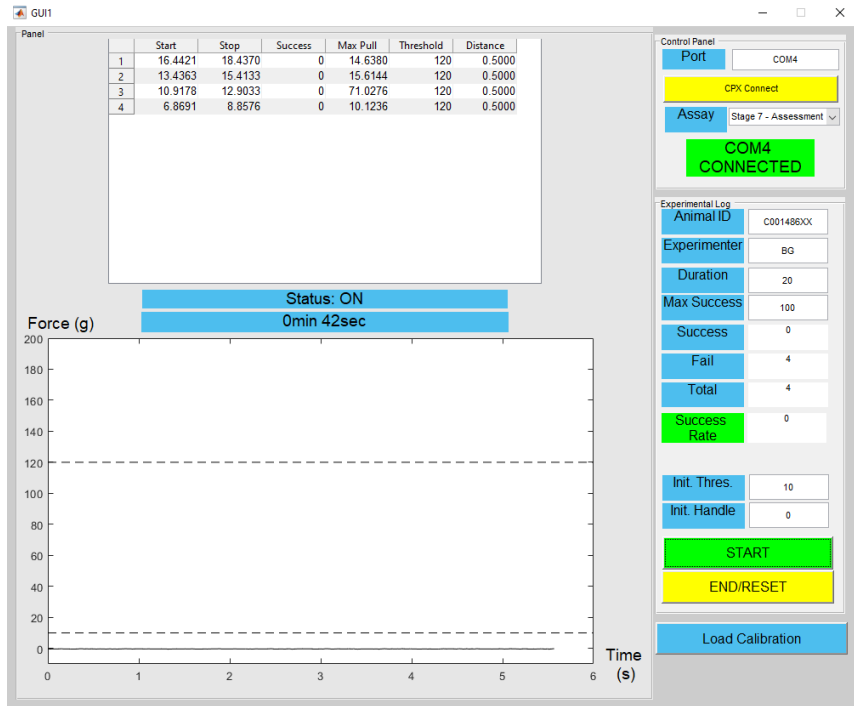 GUI1
Panel
Start Stop Success Max Pull Threshold Distance
1 16.4421 18.4370 0 14.6380 120 0.5000
2 13.4363 15.4133 0 15.6144 120 0.5000
3 10.9178 12.9033 0 71.0276 120 0.5000
4 6.8691 8.8576 0 10.1236 120 0.5000
Status: ON
0min 42sec
Force (g)
200
180
160
140
120
100
80
60
40
20
0
0 1 2 3 4 5 6
Time
(s)
Control Panel
Port COM4
CPX Connect
Assay Stage 7 - Assessment
COM4
CONNECTED
Experimental Log
Animal ID C001486XX
Experimenter BG
Duration 20
Max Success 100
Success 0
Fail 4
Total 4
Success 0
Rate
Init. Thres. 10
Init. Handle 0
START
END/RESET
Load Calibration